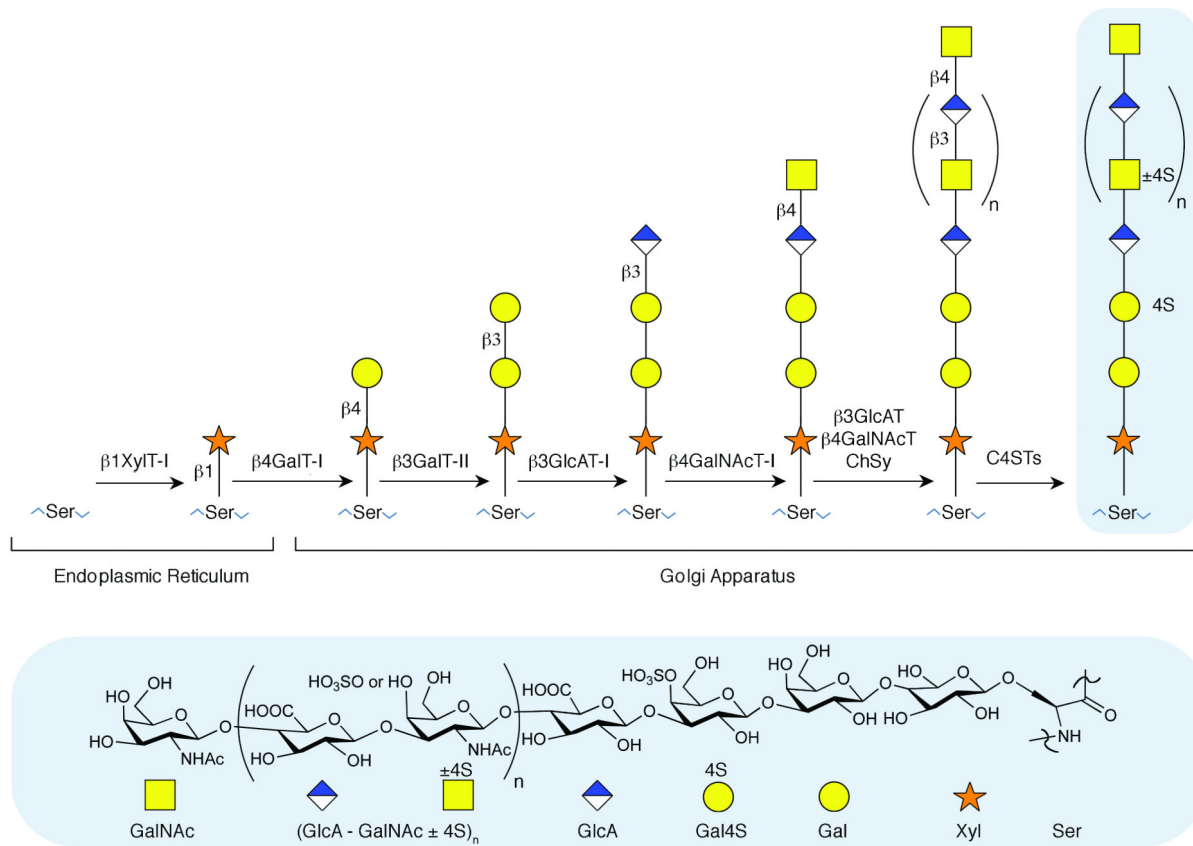 β4
β3
n
±4S
n
β4
β3
4S
β3
β4
β1
β1XylT-I
β4GalT-I
β3GalT-II
β3GlcAT-I
β4GalNAcT-I
β3GlcAT
β4GalNAcT
ChSy
C4STs
Ser
Ser
Ser
Ser
Ser
Ser
Ser
Ser
Endoplasmic Reticulum
Golgi Apparatus
HO OH
HO
O
NHAc
O
HOOC
O
HO
OH
O
HO₃SO or HO OH
O
NHAc
O
n
HOOC
O
HO
OH
O
HO₃SO OH
O
OH
O
HO OH
O
OH
O
HO
O
HO
OH
O
O
NH
±4S
4S
GalNAc
(GlcA - GalNAc ± 4S)n
GlcA
Gal4S
Gal
Xyl
Ser